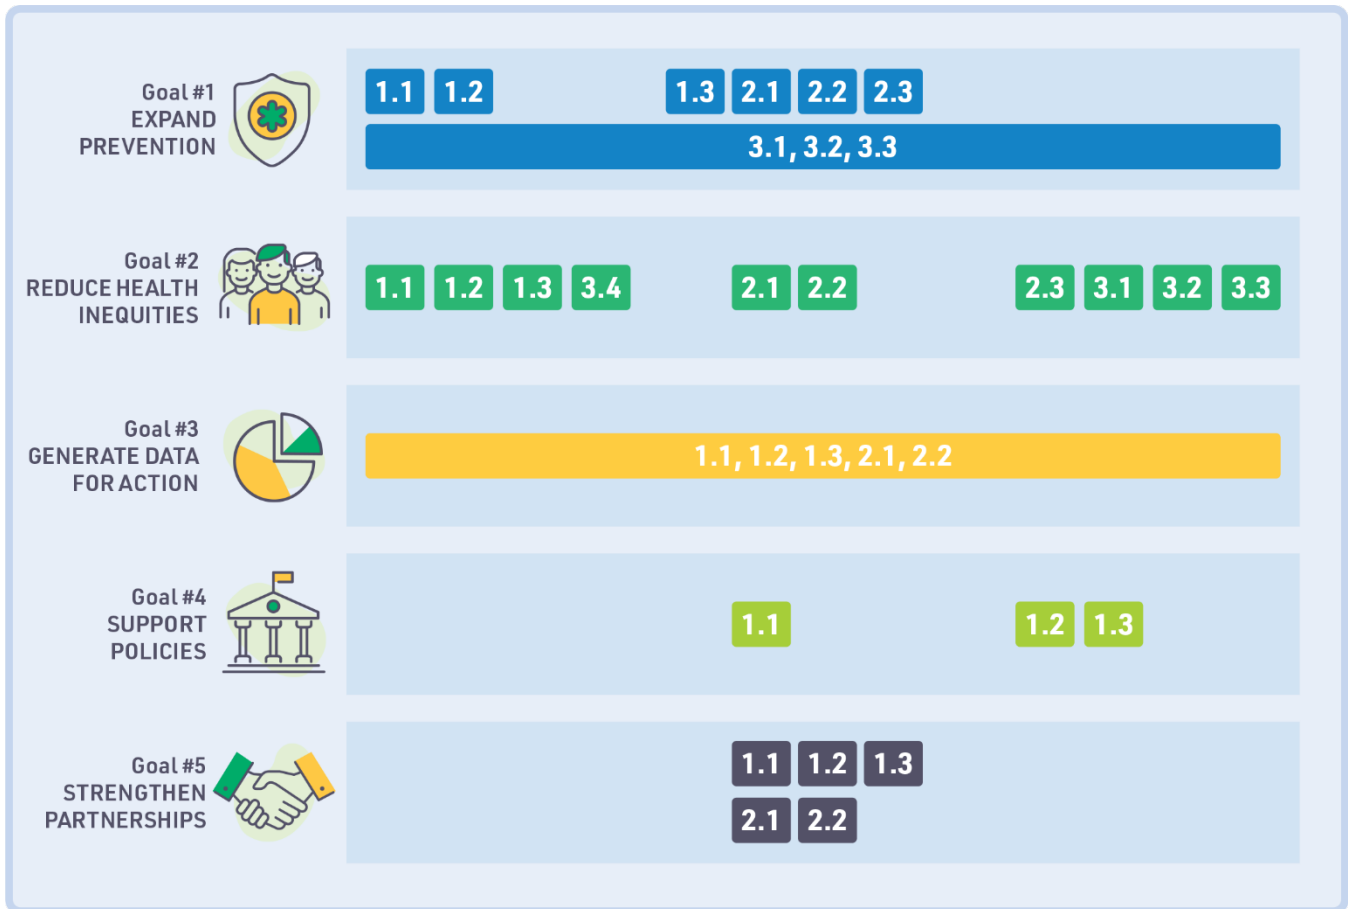 Goal #1
EXPAND
PREVENTION
1.1 1.2 1.3 2.1 2.2 2.3
3.1, 3.2, 3.3
Goal #2
REDUCE HEALTH
INEQUITIES
1.1 1.2 1.3 3.4 2.1 2.2 2.3 3.1 3.2 3.3
Goal #3
GENERATE DATA
FOR ACTION
1.1, 1.2, 1.3, 2.1, 2.2
Goal #4
SUPPORT
POLICIES
1.1 1.2 1.3
Goal #5
STRENGTHEN
PARTNERSHIPS
1.1 1.2 1.3
2.1 2.2